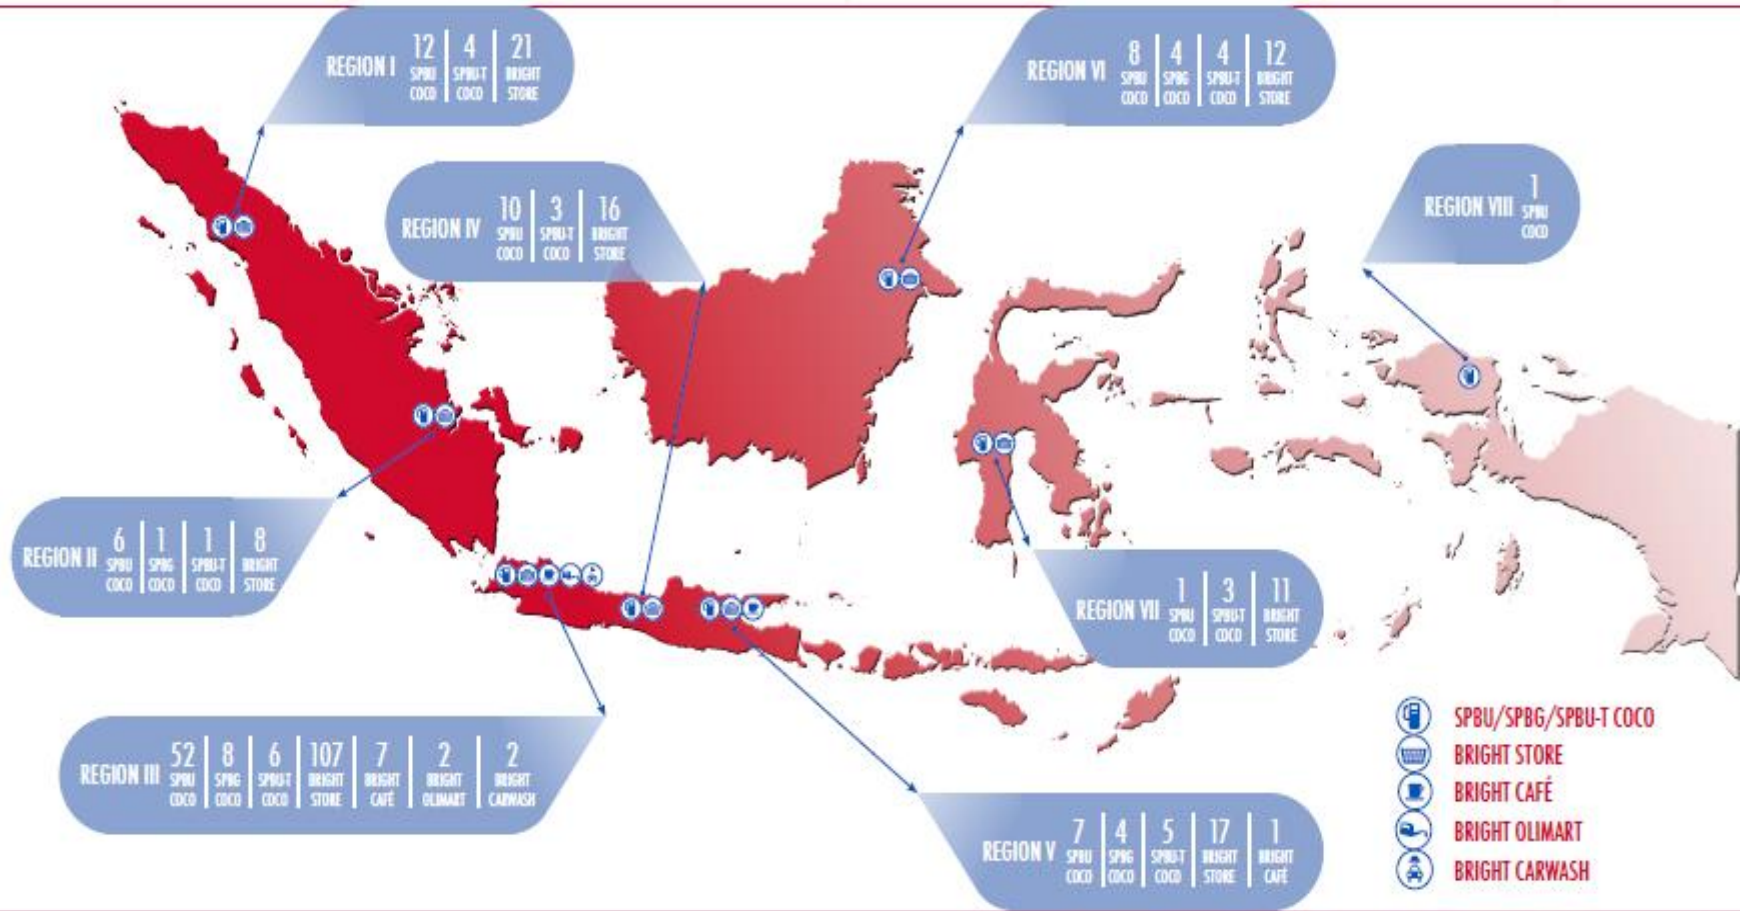 REGION I
12 4 21
SPBU SPBU-T BRIGHT
COCO COCO STORE
REGION VI
8 4 4 12
SPBU SPBG SPBU-T BRIGHT
COCO COCO COCO STORE
REGION IV
10 3 16
SPBU SPBU-T BRIGHT
COCO COCO STORE
REGION VIII
1
SPBU
COCO
REGION II
6 1 1 8
SPBU SPBG SPBU-T BRIGHT
COCO COCO COCO STORE
REGION VII
1 3 11
SPBU SPBU-T BRIGHT
COCO COCO STORE
REGION III
52 8 6 107 7 2 2
SPBU SPBG SPBU-T BRIGHT BRIGHT BRIGHT BRIGHT
COCO COCO COCO STORE CAFÉ OLIMART CARWASH
REGION V
7 4 5 17 1
SPBU SPBG SPBU-T BRIGHT BRIGHT
COCO COCO COCO STORE CAFÉ
SPBU/SPBG/SPBU-T COCO
BRIGHT STORE
BRIGHT CAFÉ
BRIGHT OLIMART
BRIGHT CARWASH